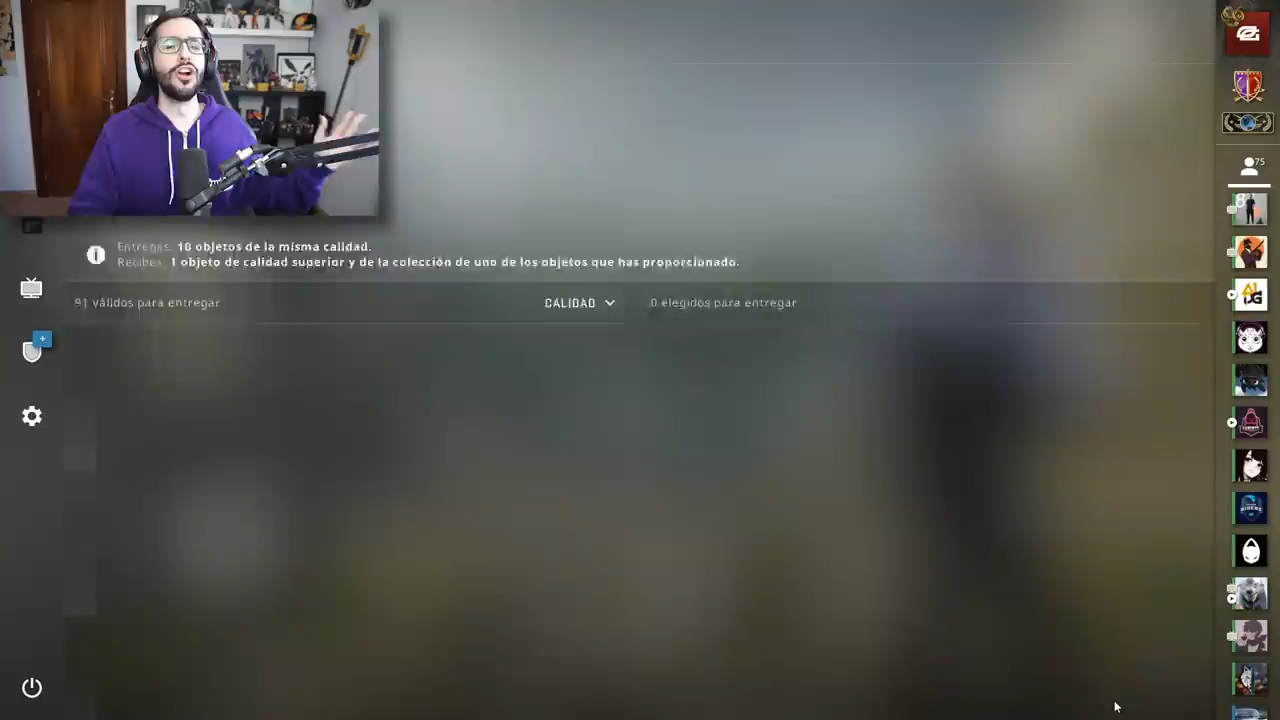 Entregas: 10 objetos de la misma calidad.
Recibes: 1 objeto de calidad superior y de la colección de uno de los objetos que has proporcionado.
91 válidos para entregar
CALIDAD
0 elegidos para entregar
75